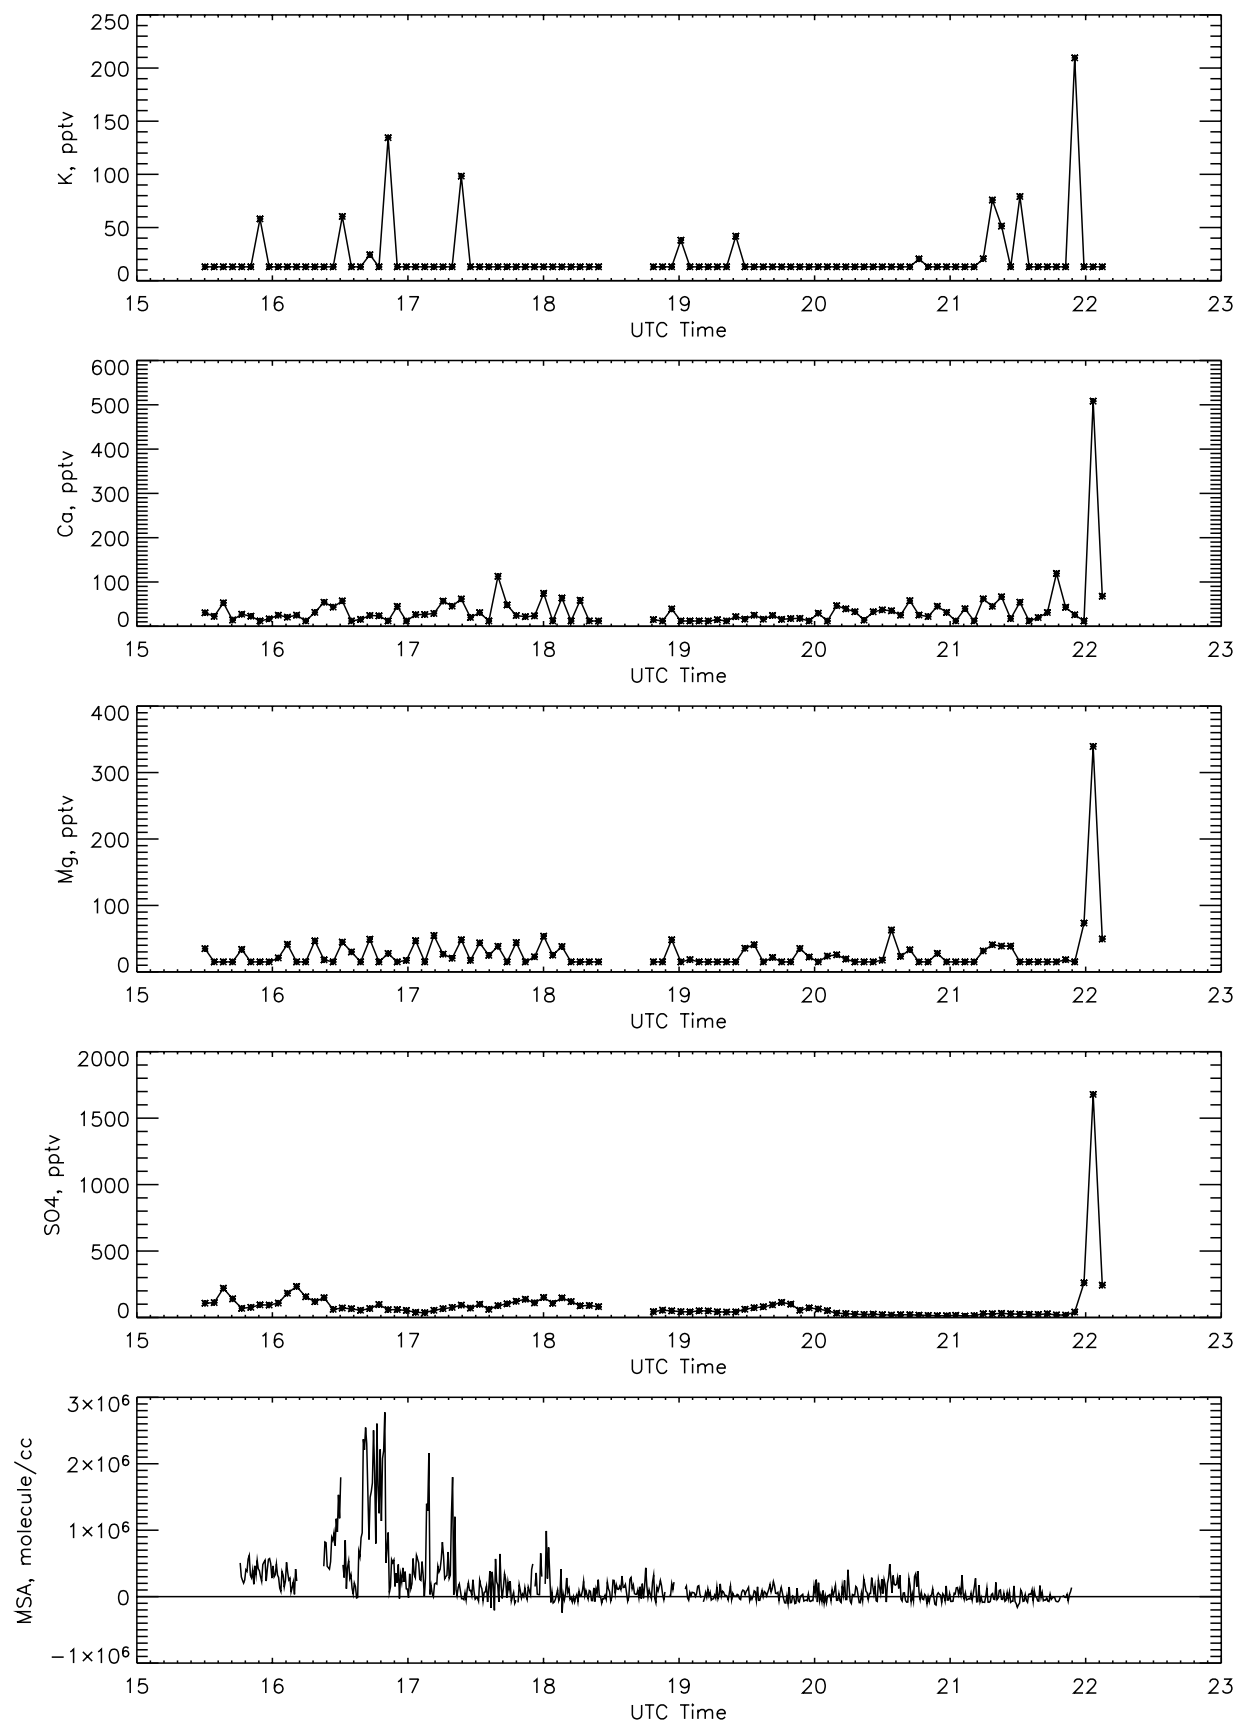 250
200
150
100
50
0
K, pptv
15 16 17 18 19 20 21 22 23
UTC Time
600
500
400
300
200
100
0
Ca, pptv
15 16 17 18 19 20 21 22 23
UTC Time
400
300
200
100
0
Mg, pptv
15 16 17 18 19 20 21 22 23
UTC Time
2000
1500
1000
500
0
SO4, pptv
15 16 17 18 19 20 21 22 23
UTC Time
3×10⁶
2×10⁶
1×10⁶
0
−1×10⁶
MSA, molecule/cc
15 16 17 18 19 20 21 22 23
UTC Time